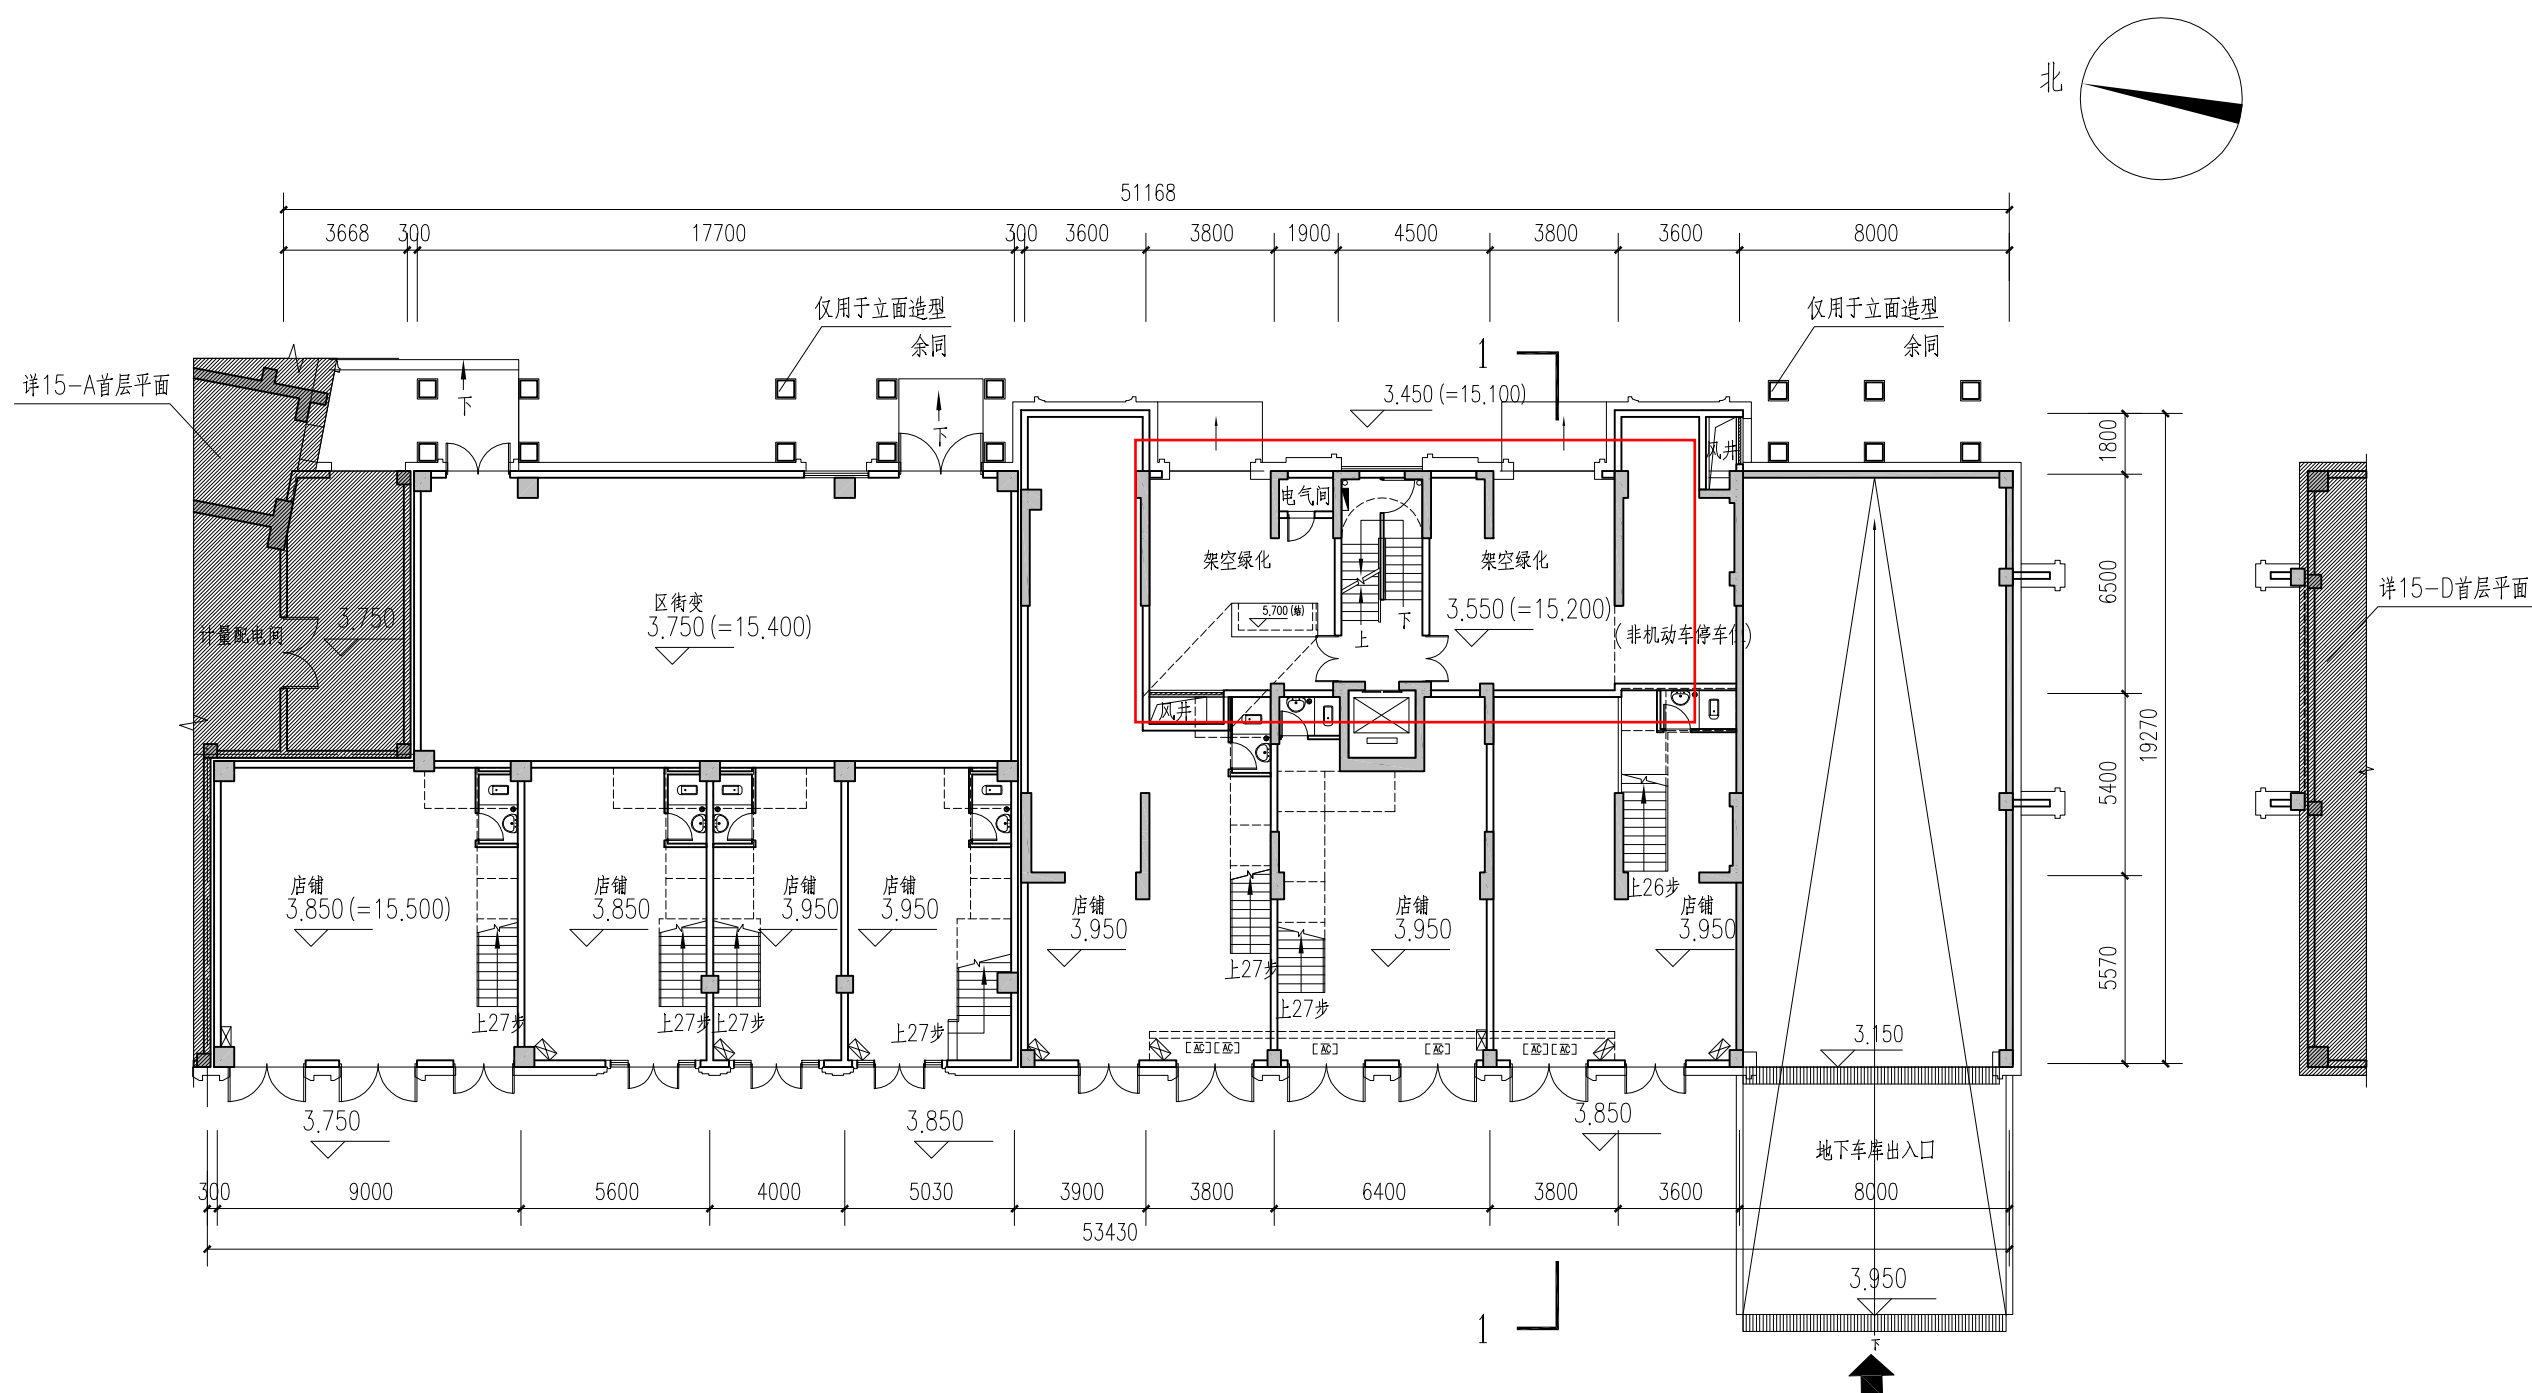 北
51168
3668 300 17700 300 3600 3800 1900 4500 3800 3600 8000
仅用于立面造型
余同
仅用于立面造型
余同
1
3.450(=15.100)
详15-A首层平面
下
下
风井
1800
电气间
架空绿化
架空绿化
6500
详15-D首层平面
区街变
3.750(=15.400)
3.750
计量配电间
5.700(结)
3.550(=15.200)
上
下
(非机动车停车位)
风井
5400
19270
店铺
3.850(=15.500)
店铺
3.850
店铺
3.950
店铺
3.950
店铺
3.950
店铺
3.950
上26步
店铺
3.950
5570
上27步
上27步
上27步
上27步
上27步
上27步
AC AC AC AC AC AC
3.150
3.750
3.850
3.850
地下车库出入口
300 9000 5600 4000 5030 3900 3800 6400 3800 3600 8000
53430
3.950
1
下